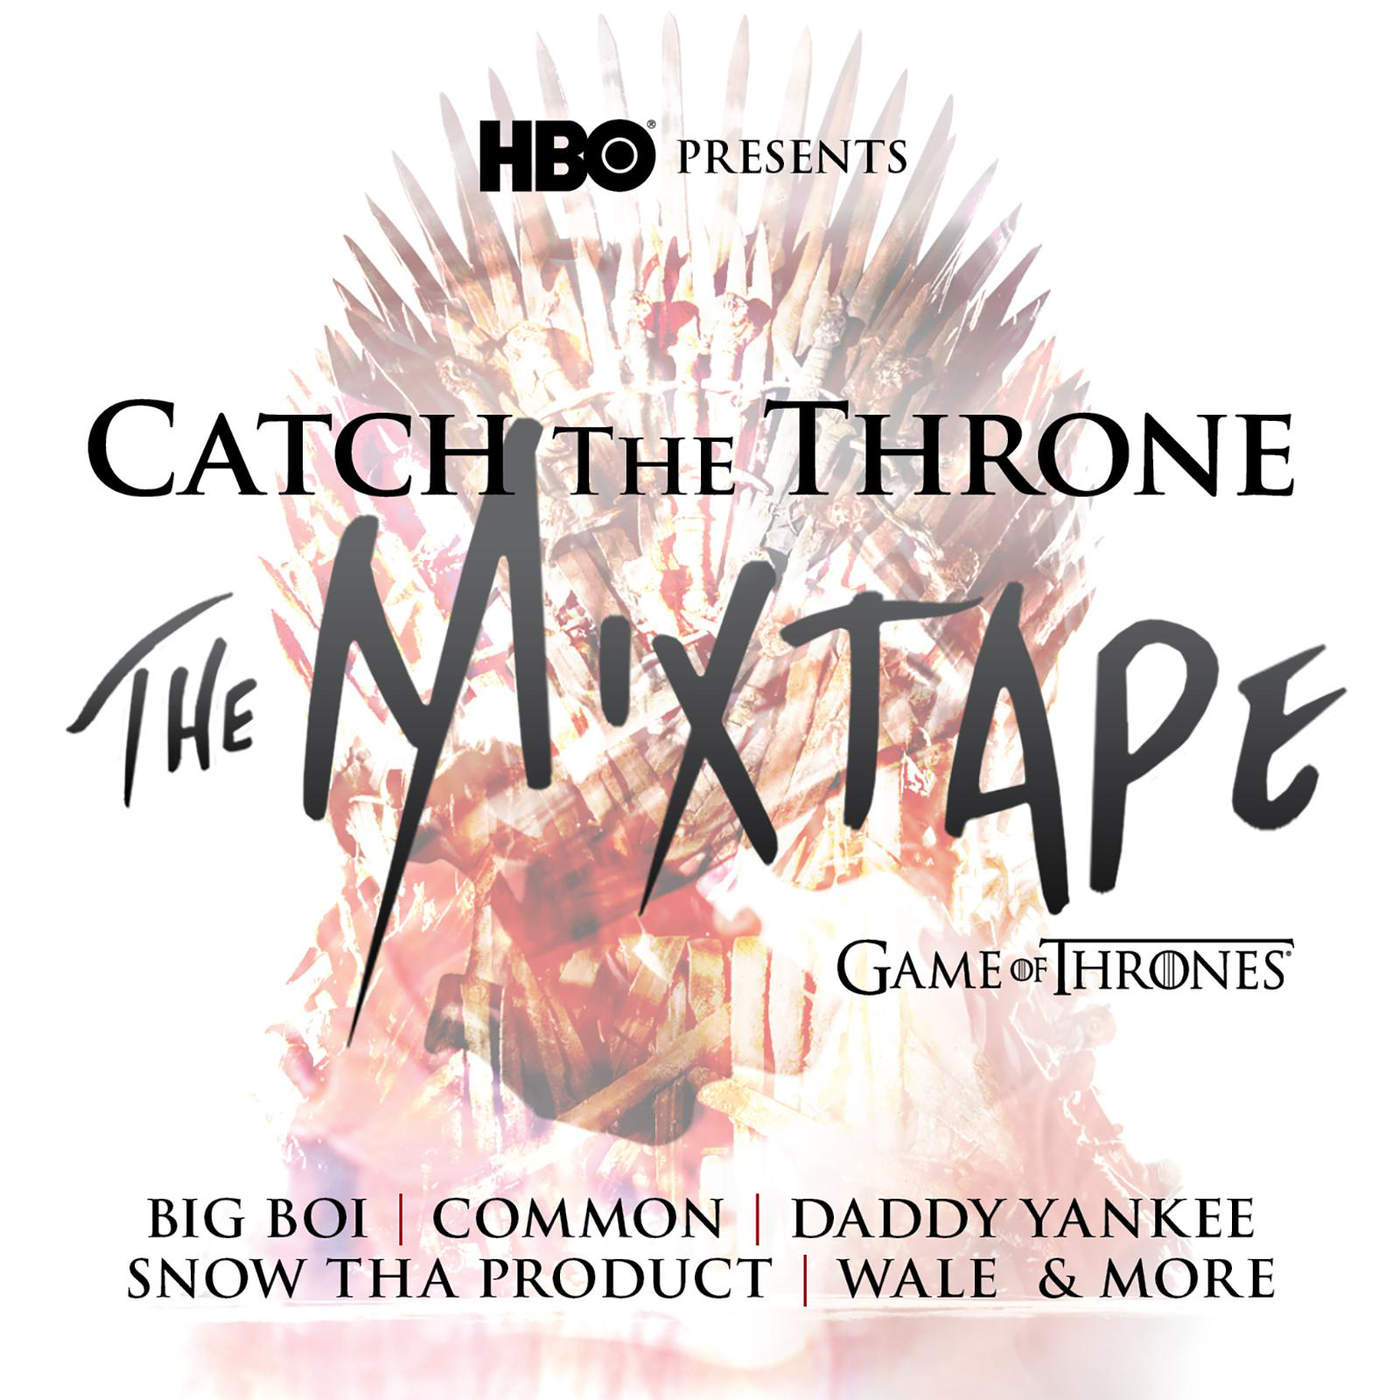 HBO® PRESENTS
CATCH THE THRONE
THE MIXTAPE
GAME OF THRONES®
BIG BOI | COMMON | DADDY YANKEE
SNOW THA PRODUCT | WALE & MORE